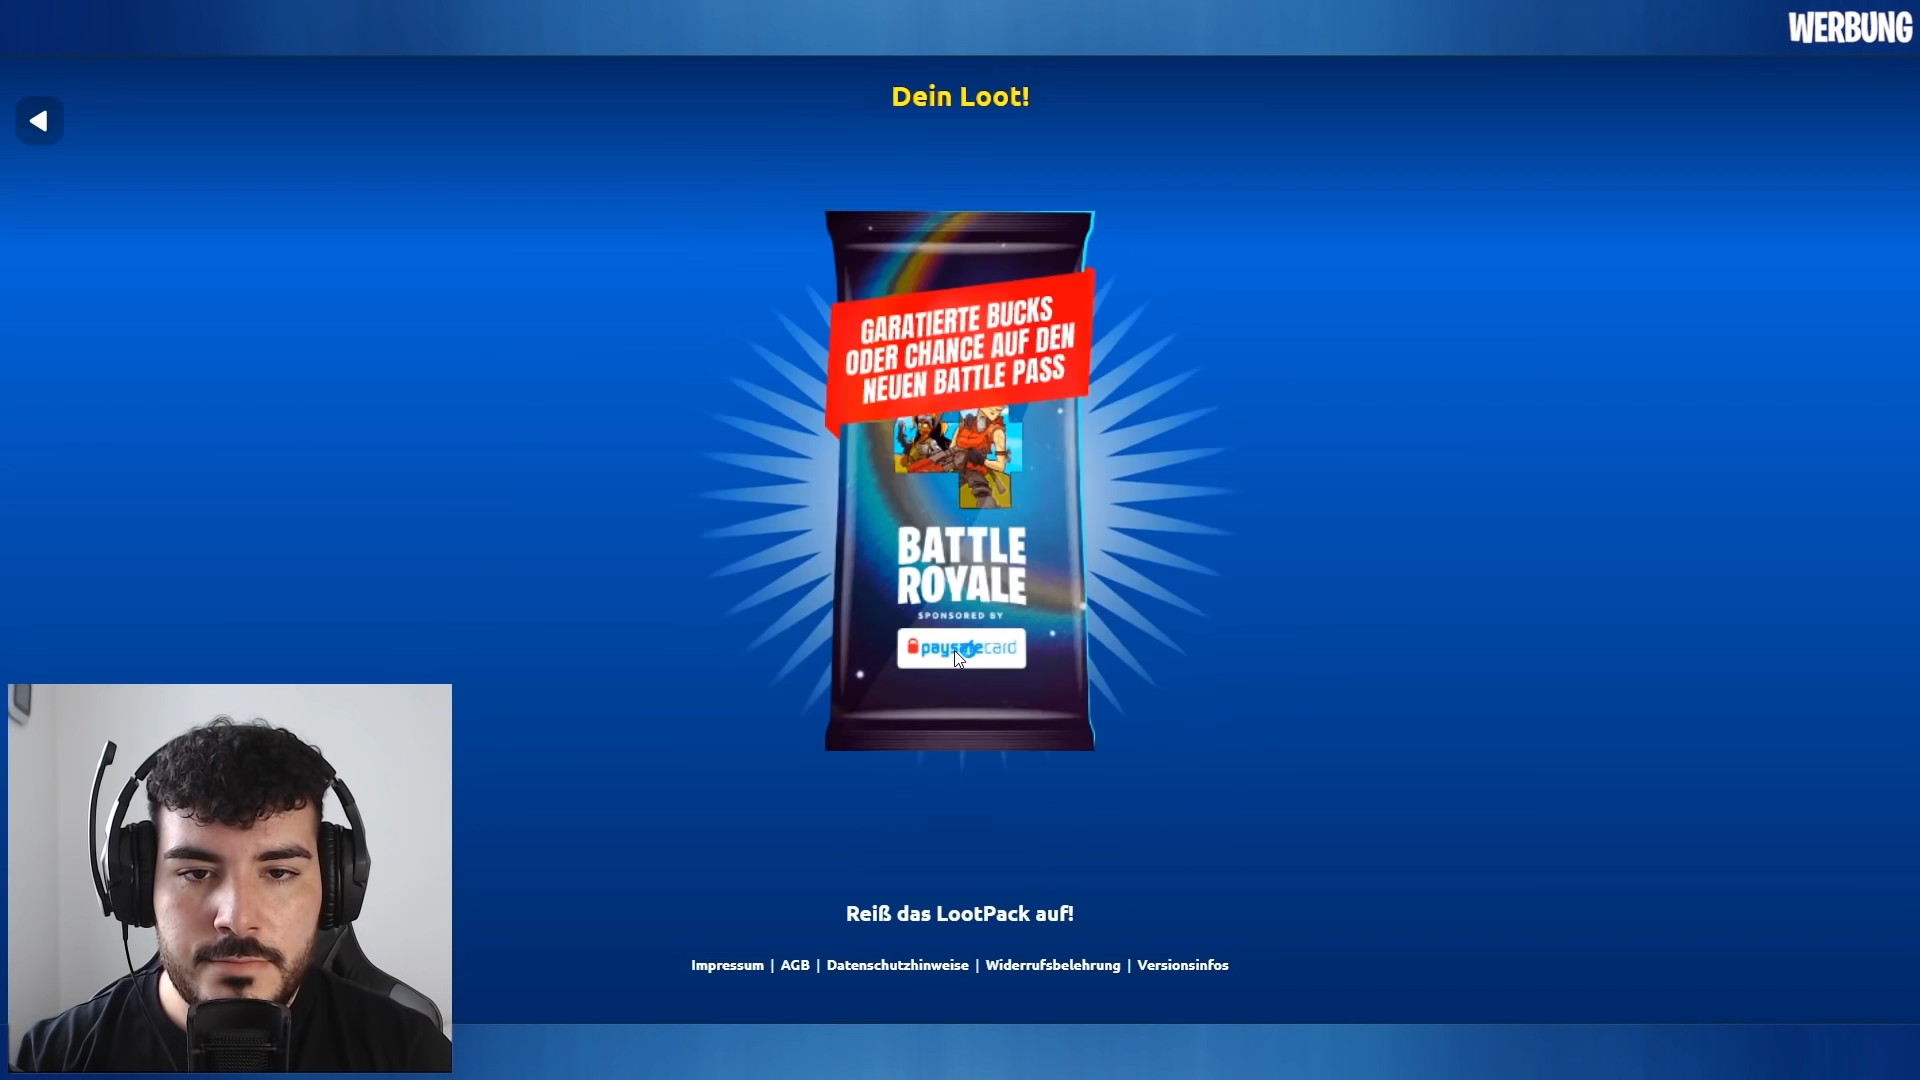 WERBUNG
Dein Loot!
GARATIERTE BUCKS
ODER CHANCE AUF DEN
NEUEN BATTLE PASS
BATTLE
ROYALE
SPONSORED BY
paysafecard
Reiß das LootPack auf!
Impressum | AGB | Datenschutzhinweise | Widerrufsbelehrung | Versionsinfos